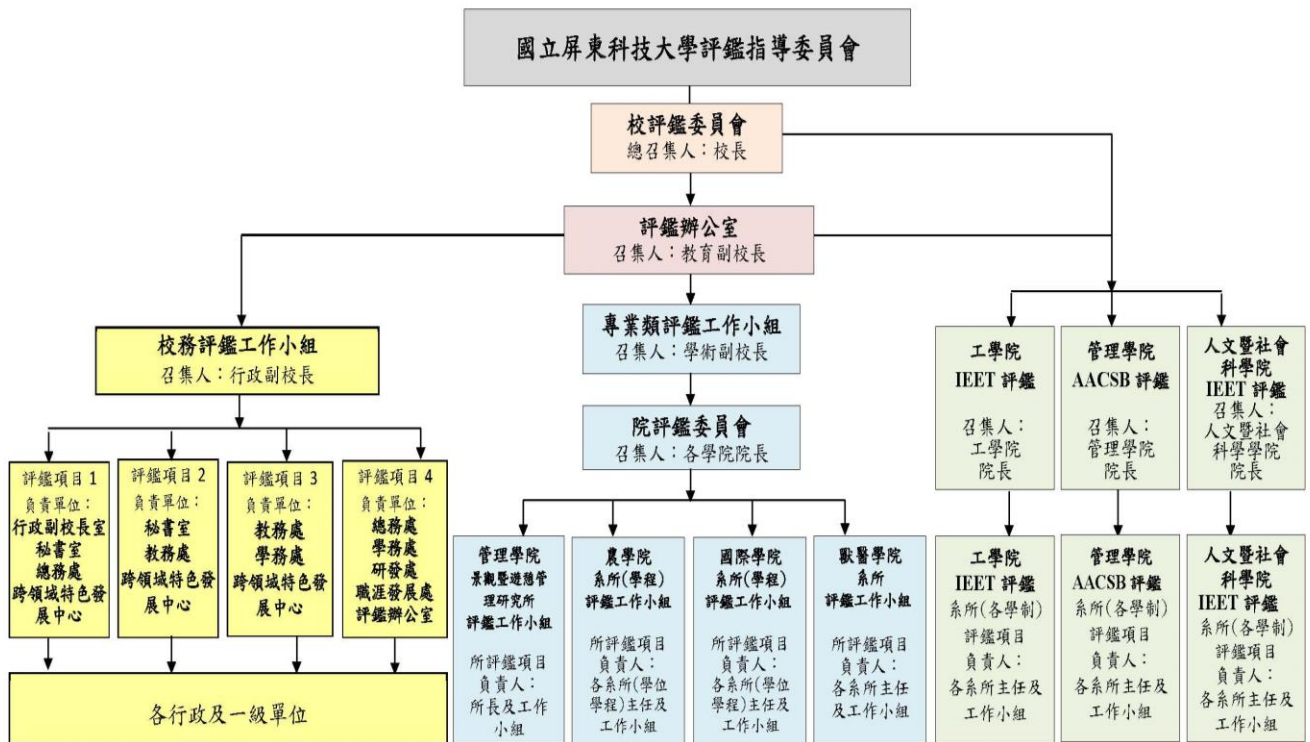 國立屏東科技大學評鑑指導委員會
校評鑑委員會
總召集人：校長
評鑑辦公室
召集人：教育副校長
校務評鑑工作小組
召集人：行政副校長
評鑑項目 1
負責單位：
行政副校長室
秘書室
總務處
跨領域特色發
展中心
評鑑項目 2
負責單位：
秘書室
教務處
跨領域特色發
展中心
評鑑項目 3
負責單位：
教務處
學務處
跨領域特色發
展中心
評鑑項目 4
負責單位：
總務處
學務處
研發處
職涯發展處
評鑑辦公室
各行政及一級單位
專業類評鑑工作小組
召集人：學術副校長
院評鑑委員會
召集人：各學院院長
管理學院
景觀暨遊憩管
理研究所
評鑑工作小組
所評鑑項目
負責人：
所長及工作
小組
農學院
系所(學程)
評鑑工作小組
所評鑑項目
負責人：
各系所(學位
學程)主任及
工作小組
國際學院
系所(學程)
評鑑工作小組
所評鑑項目
負責人：
各系所(學位
學程)主任及
工作小組
獸醫學院
系所
評鑑工作小組
所評鑑項目
負責人：
各系所主任
及工作小組
工學院
IEET 評鑑
召集人：
工學院
院長
管理學院
AACSB 評鑑
召集人：
管理學院
院長
人文暨社會
科學院
IEET 評鑑
召集人：
人文暨社會
科學學院
院長
工學院
IEET 評鑑
系所(各學制)
評鑑項目
負責人：
各系所主任及
工作小組
管理學院
AACSB 評鑑
系所(各學制)
評鑑項目
負責人：
各系所主任及
工作小組
人文暨社會
科學院
IEET 評鑑
系所(各學制)
評鑑項目
負責人：
各系所主任及
工作小組